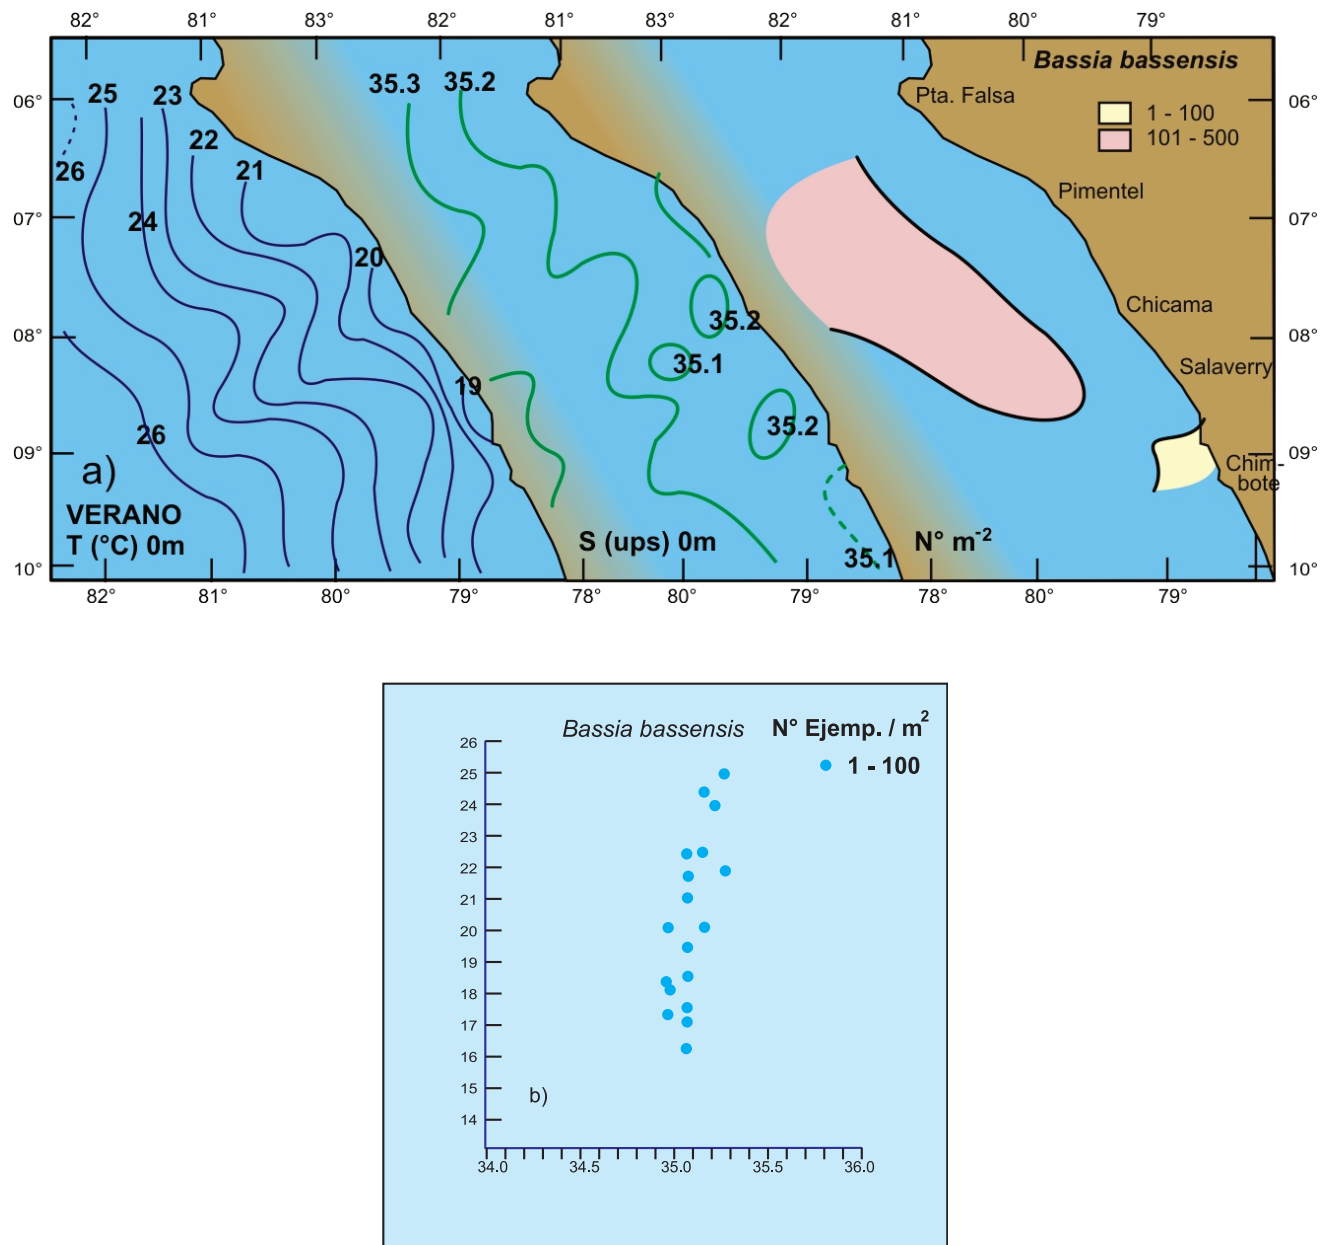 82° 81° 83° 82° 81° 83° 82° 81° 80° 79°
Bassia bassensis
1 - 100
101 - 500
06° 06°
07° 07°
08° 08°
09° 09°
10° 10°
25 23
22
21
26
24
20
19
26
35.3 35.2
35.2
35.1
35.2
35.1
Pta. Falsa
Pimentel
Chicama
Salaverry
Chim-
bote
a)
VERANO
T (°C) 0m
S (ups) 0m
N° m-2
82° 81° 80° 79° 78° 80° 79° 78° 80° 79°
Bassia bassensis N° Ejemp. / m2
1 - 100
26
25
24
23
22
21
20
19
18
17
16
15
14
b)
34.0 34.5 35.0 35.5 36.0